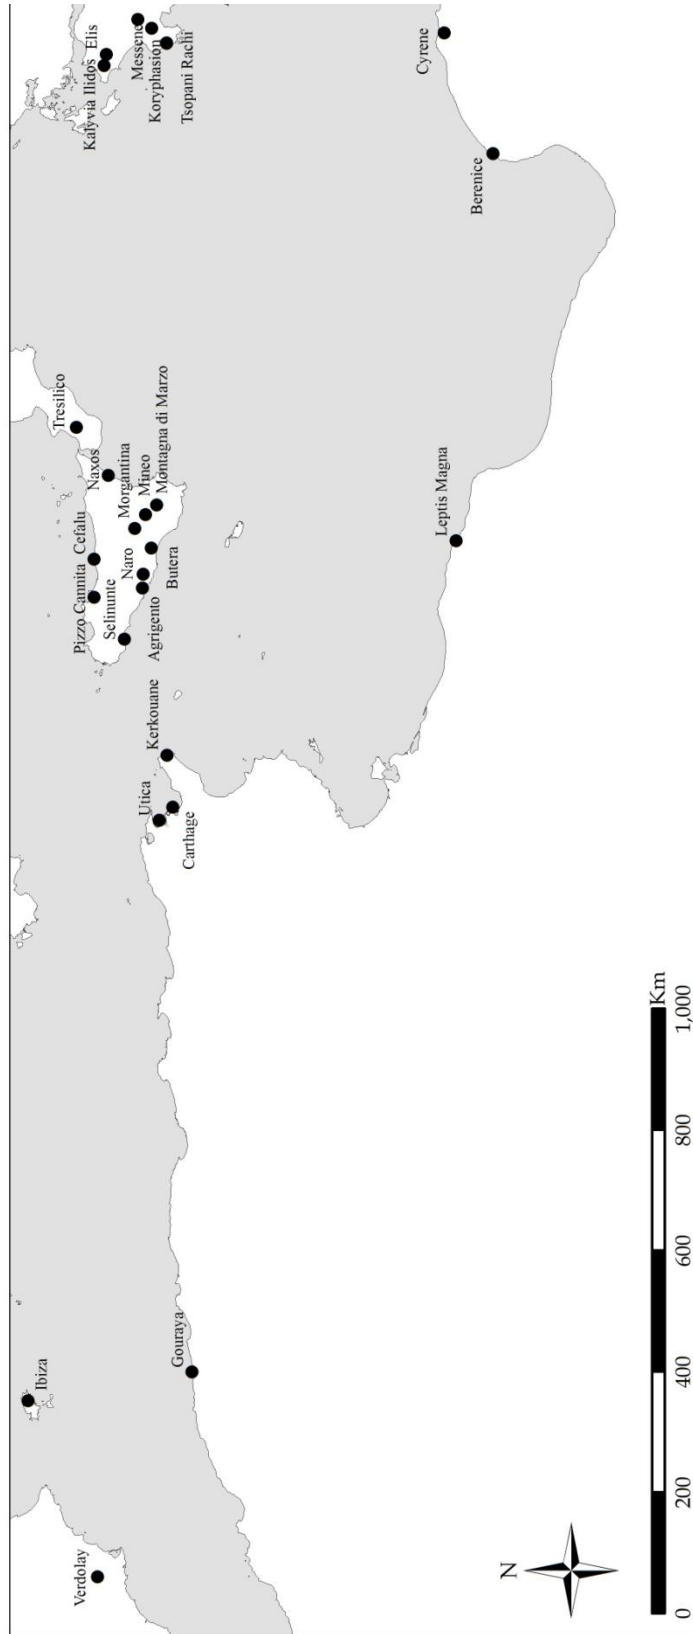 Verdolay
Ibiza
Gouraya
Utica
Carthage
Kerkouane
Pizzo Cannita
Cefalu
Selinunte
Agrigento
Naro
Butera
Morgantina
Mineo
Montagna di Marzo
Naxos
Tresilico
Leptis Magna
Berenice
Cyrene
Kalyvia Ilidos
Elis
Messene
Koryphasion
Tsopani Rachi
N
0 200 400 600 800 1,000
Km